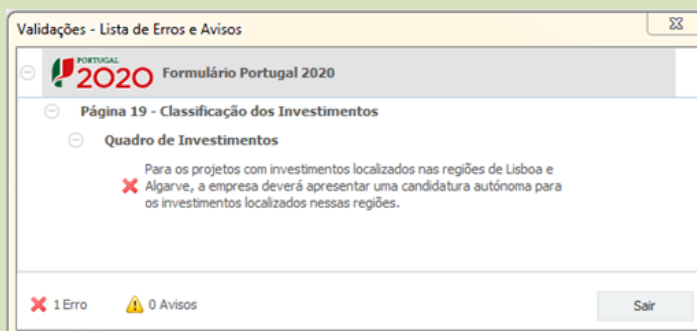 Validações - Lista de Erros e Avisos
PORTUGAL
2020 Formulário Portugal 2020
Página 19 - Classificação dos Investimentos
Quadro de Investimentos
Para os projetos com investimentos localizados nas regiões de Lisboa e
Algarve, a empresa deverá apresentar uma candidatura autónoma para
os investimentos localizados nessas regiões.
1 Erro 0 Avisos Sair